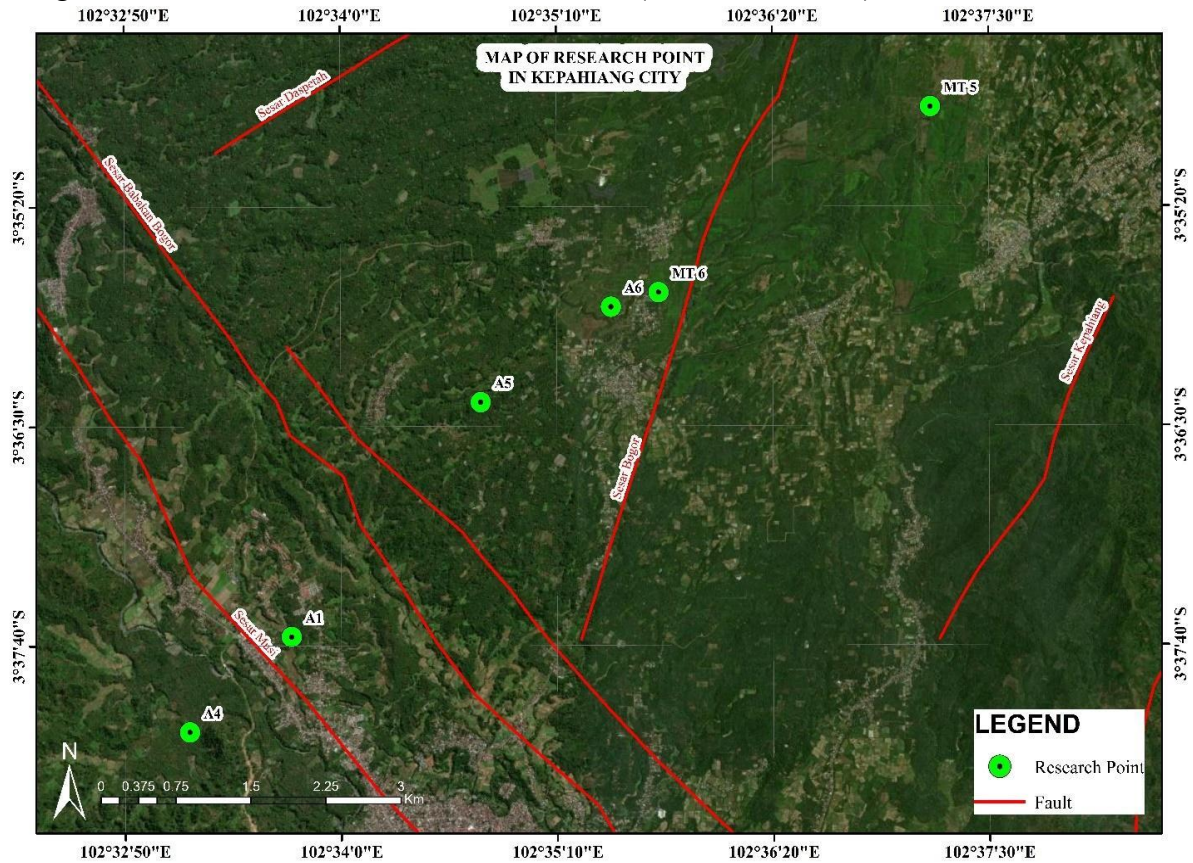 102°32'50"E 102°34'0"E 102°35'10"E 102°36'20"E 102°37'30"E
MAP OF RESEARCH POINT
IN KEPAHIANG CITY
Sesar Daspetah
MT-5
Sesar Babakan Bogor
3°35'20"S 3°35'20"S
MT-6
A6
Sesar Kepahiang
A5
3°36'30"S 3°36'30"S
Sesar Bogor
A1
Sesar Musi
3°37'40"S 3°37'40"S
A4
LEGEND
Research Point
Fault
N
0 0.375 0.75 1.5 2.25 3
Km
102°32'50"E 102°34'0"E 102°35'10"E 102°36'20"E 102°37'30"E